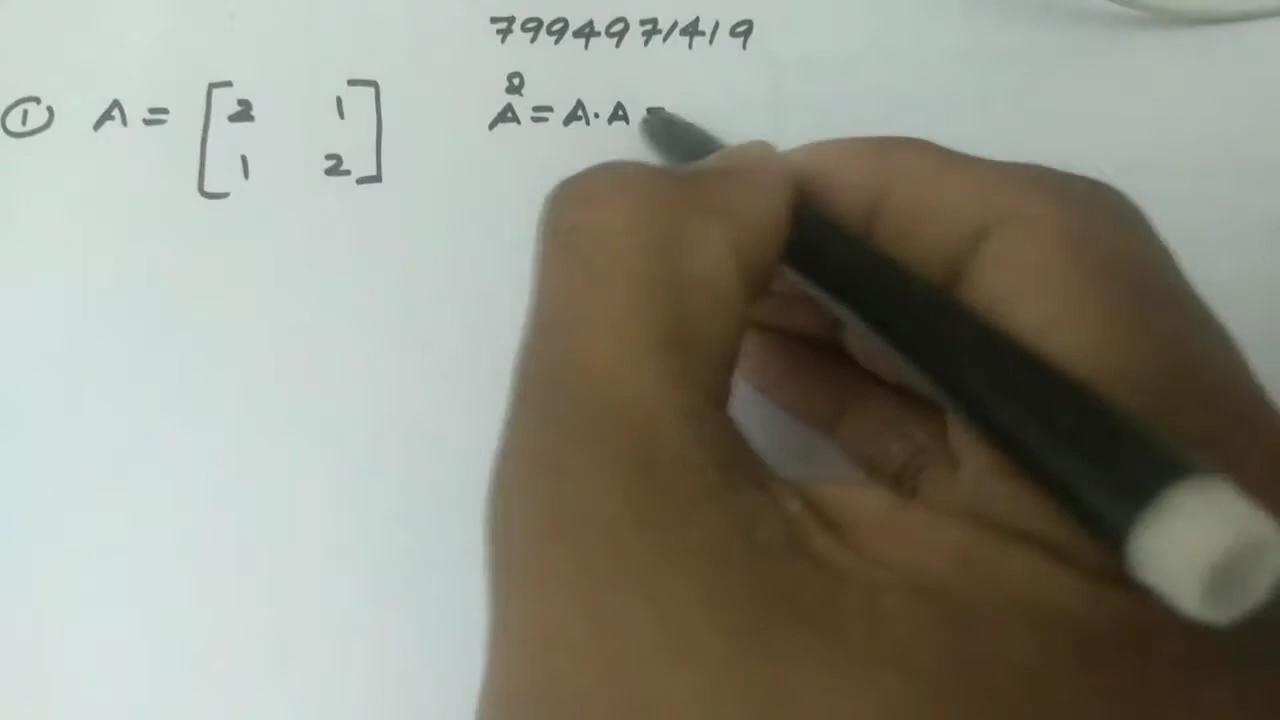 7994971419
① A = [2 1
1 2]
A² = A·A =